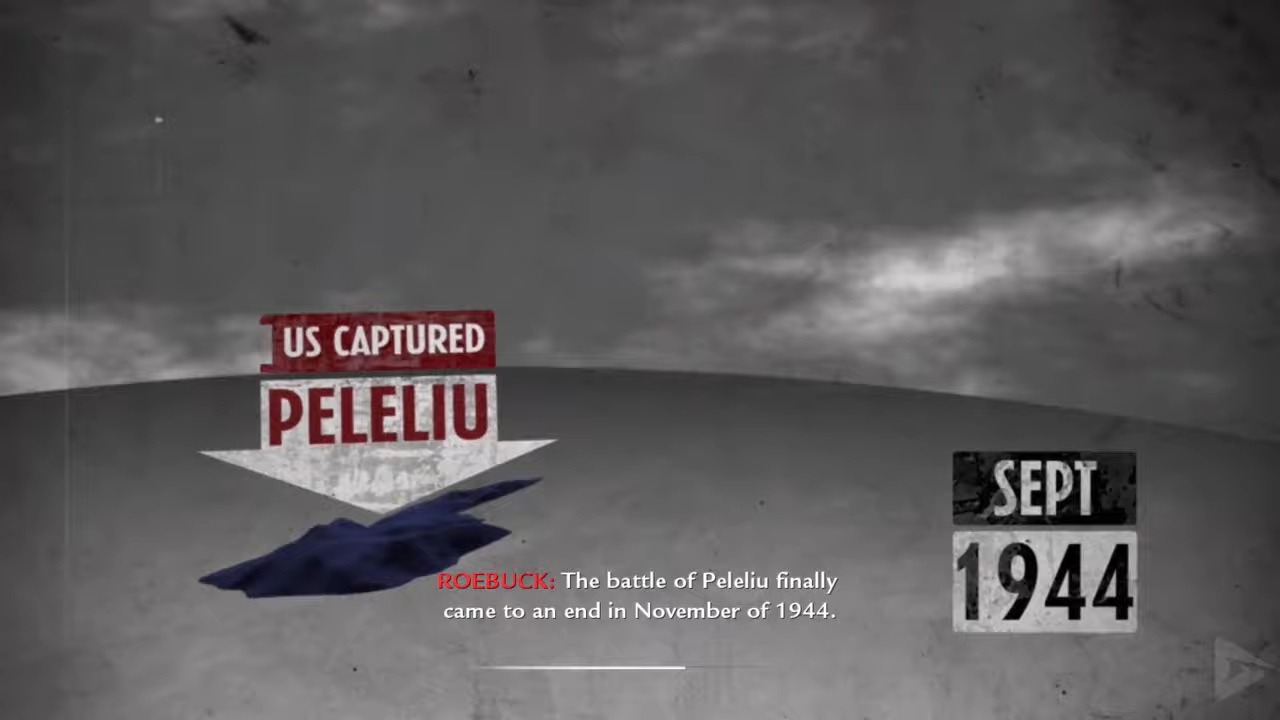 US CAPTURED
PELELIU
SEPT
1944
ROEBUCK: The battle of Peleliu finally
came to an end in November of 1944.